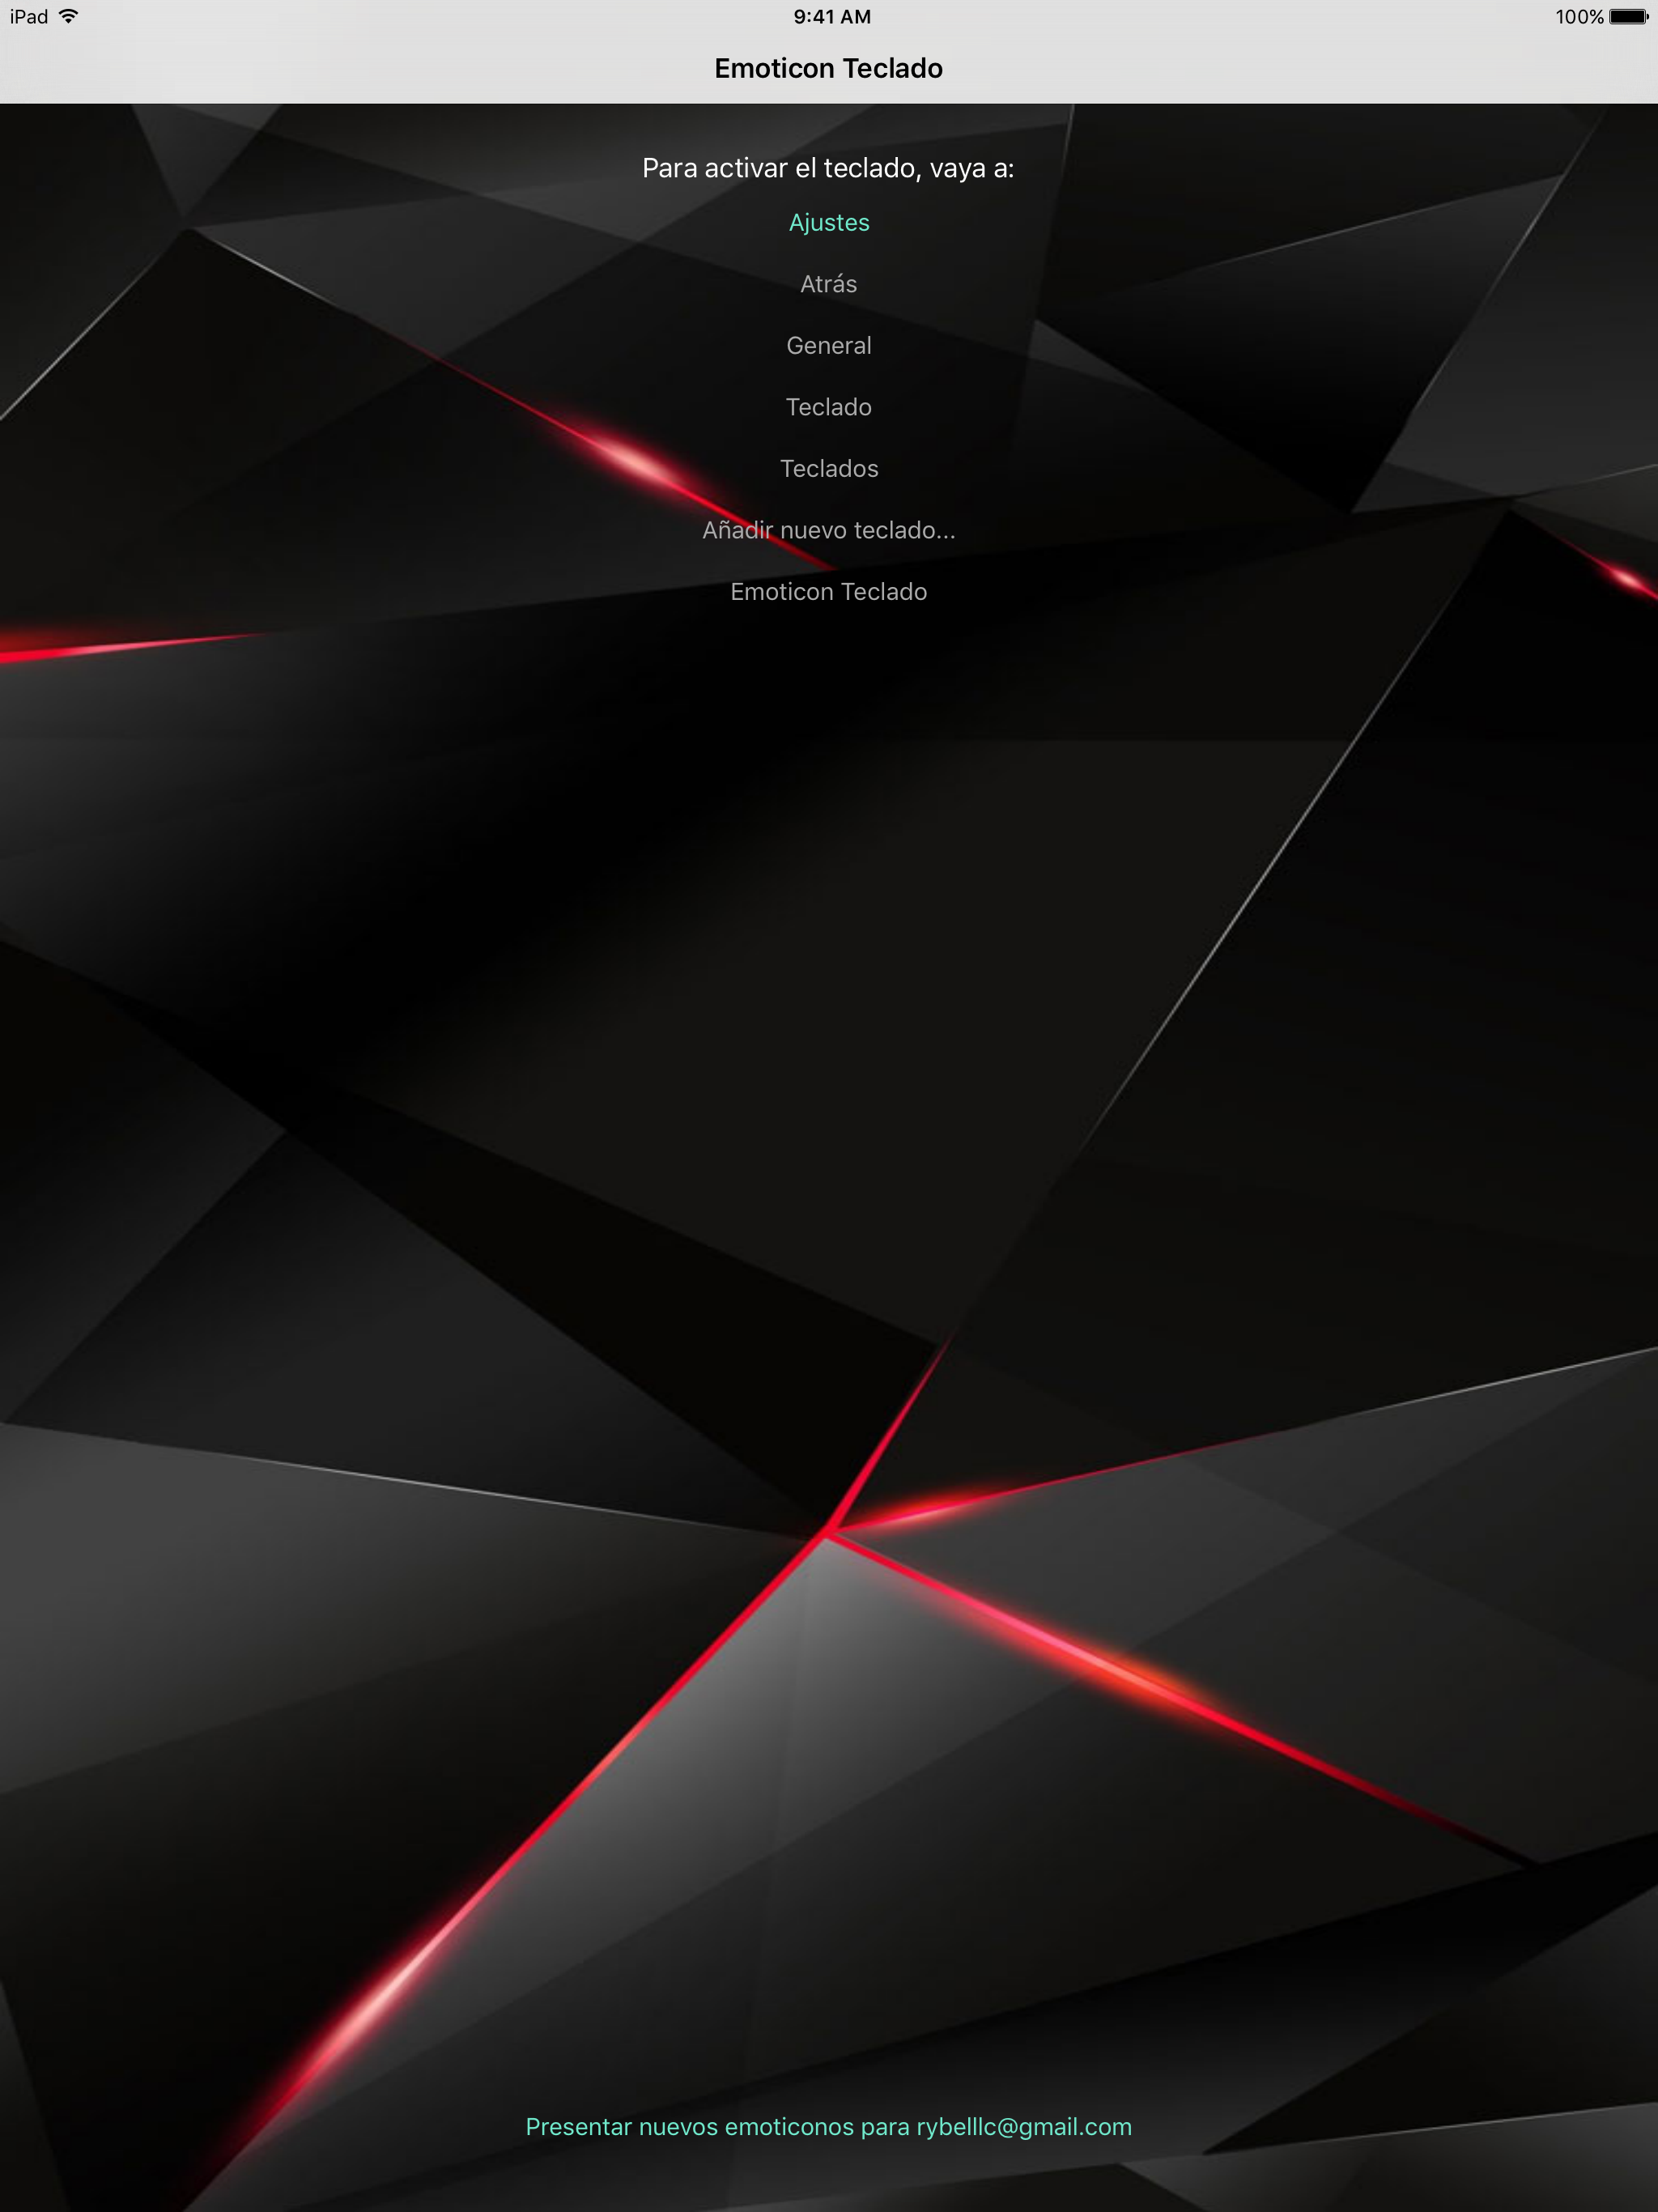 iPad 9:41 AM 100%
Emoticon Teclado
Para activar el teclado, vaya a:
Ajustes
Atrás
General
Teclado
Teclados
Añadir nuevo teclado...
Emoticon Teclado
Presentar nuevos emoticonos para rybelllc@gmail.com